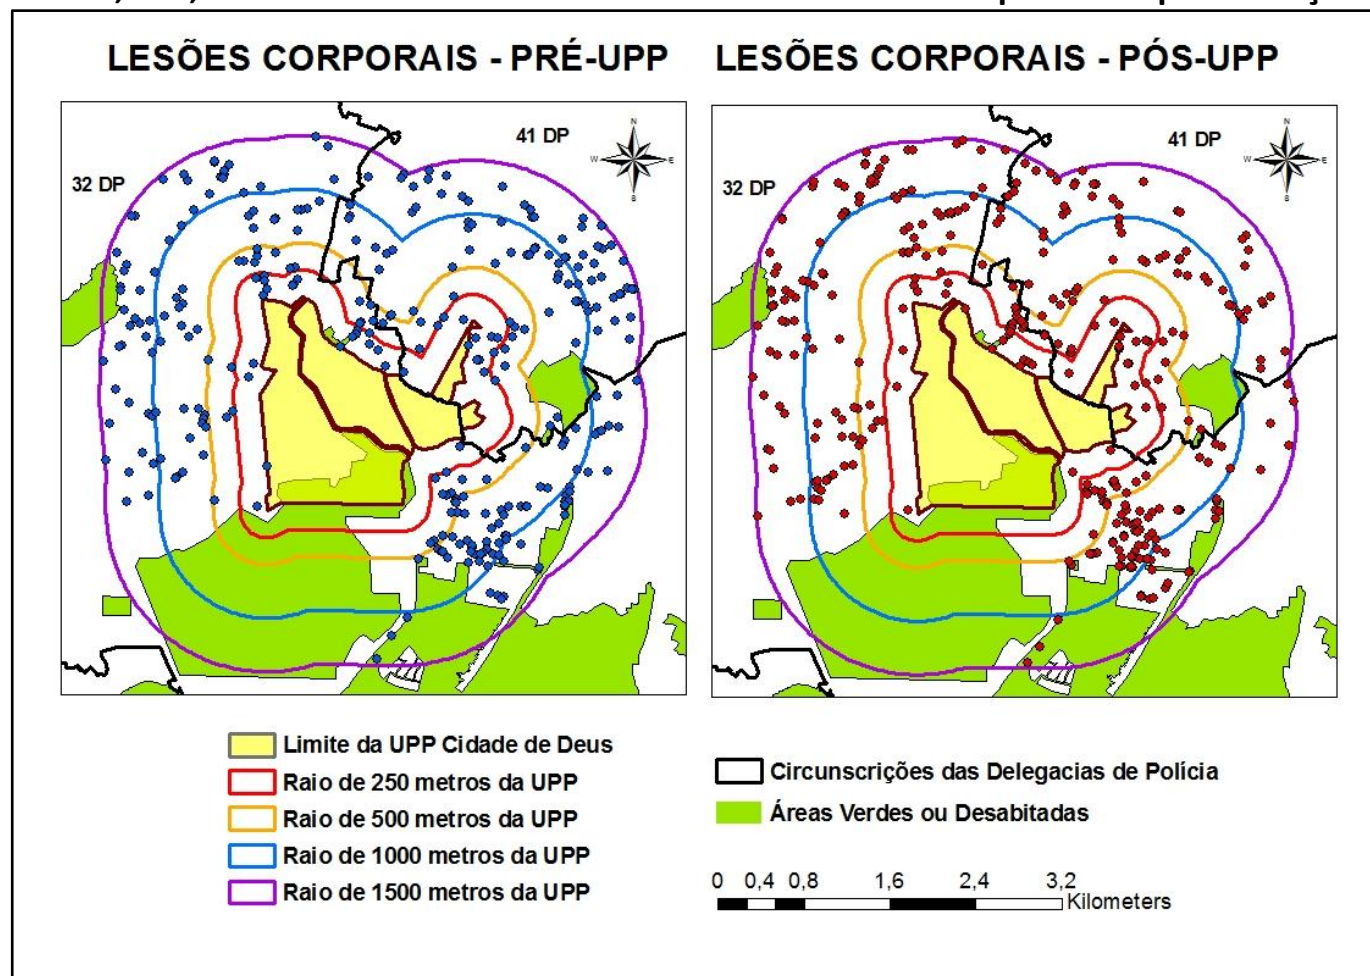 LESÕES CORPORAIS - PRÉ-UPP
LESÕES CORPORAIS - PÓS-UPP
41 DP
32 DP
N
W
E
S
41 DP
32 DP
N
W
E
S
Limite da UPP Cidade de Deus
Raio de 250 metros da UPP
Raio de 500 metros da UPP
Raio de 1000 metros da UPP
Raio de 1500 metros da UPP
Circunscrições das Delegacias de Polícia
Áreas Verdes ou Desabitadas
0 0,4 0,8 1,6 2,4 3,2
Kilometers